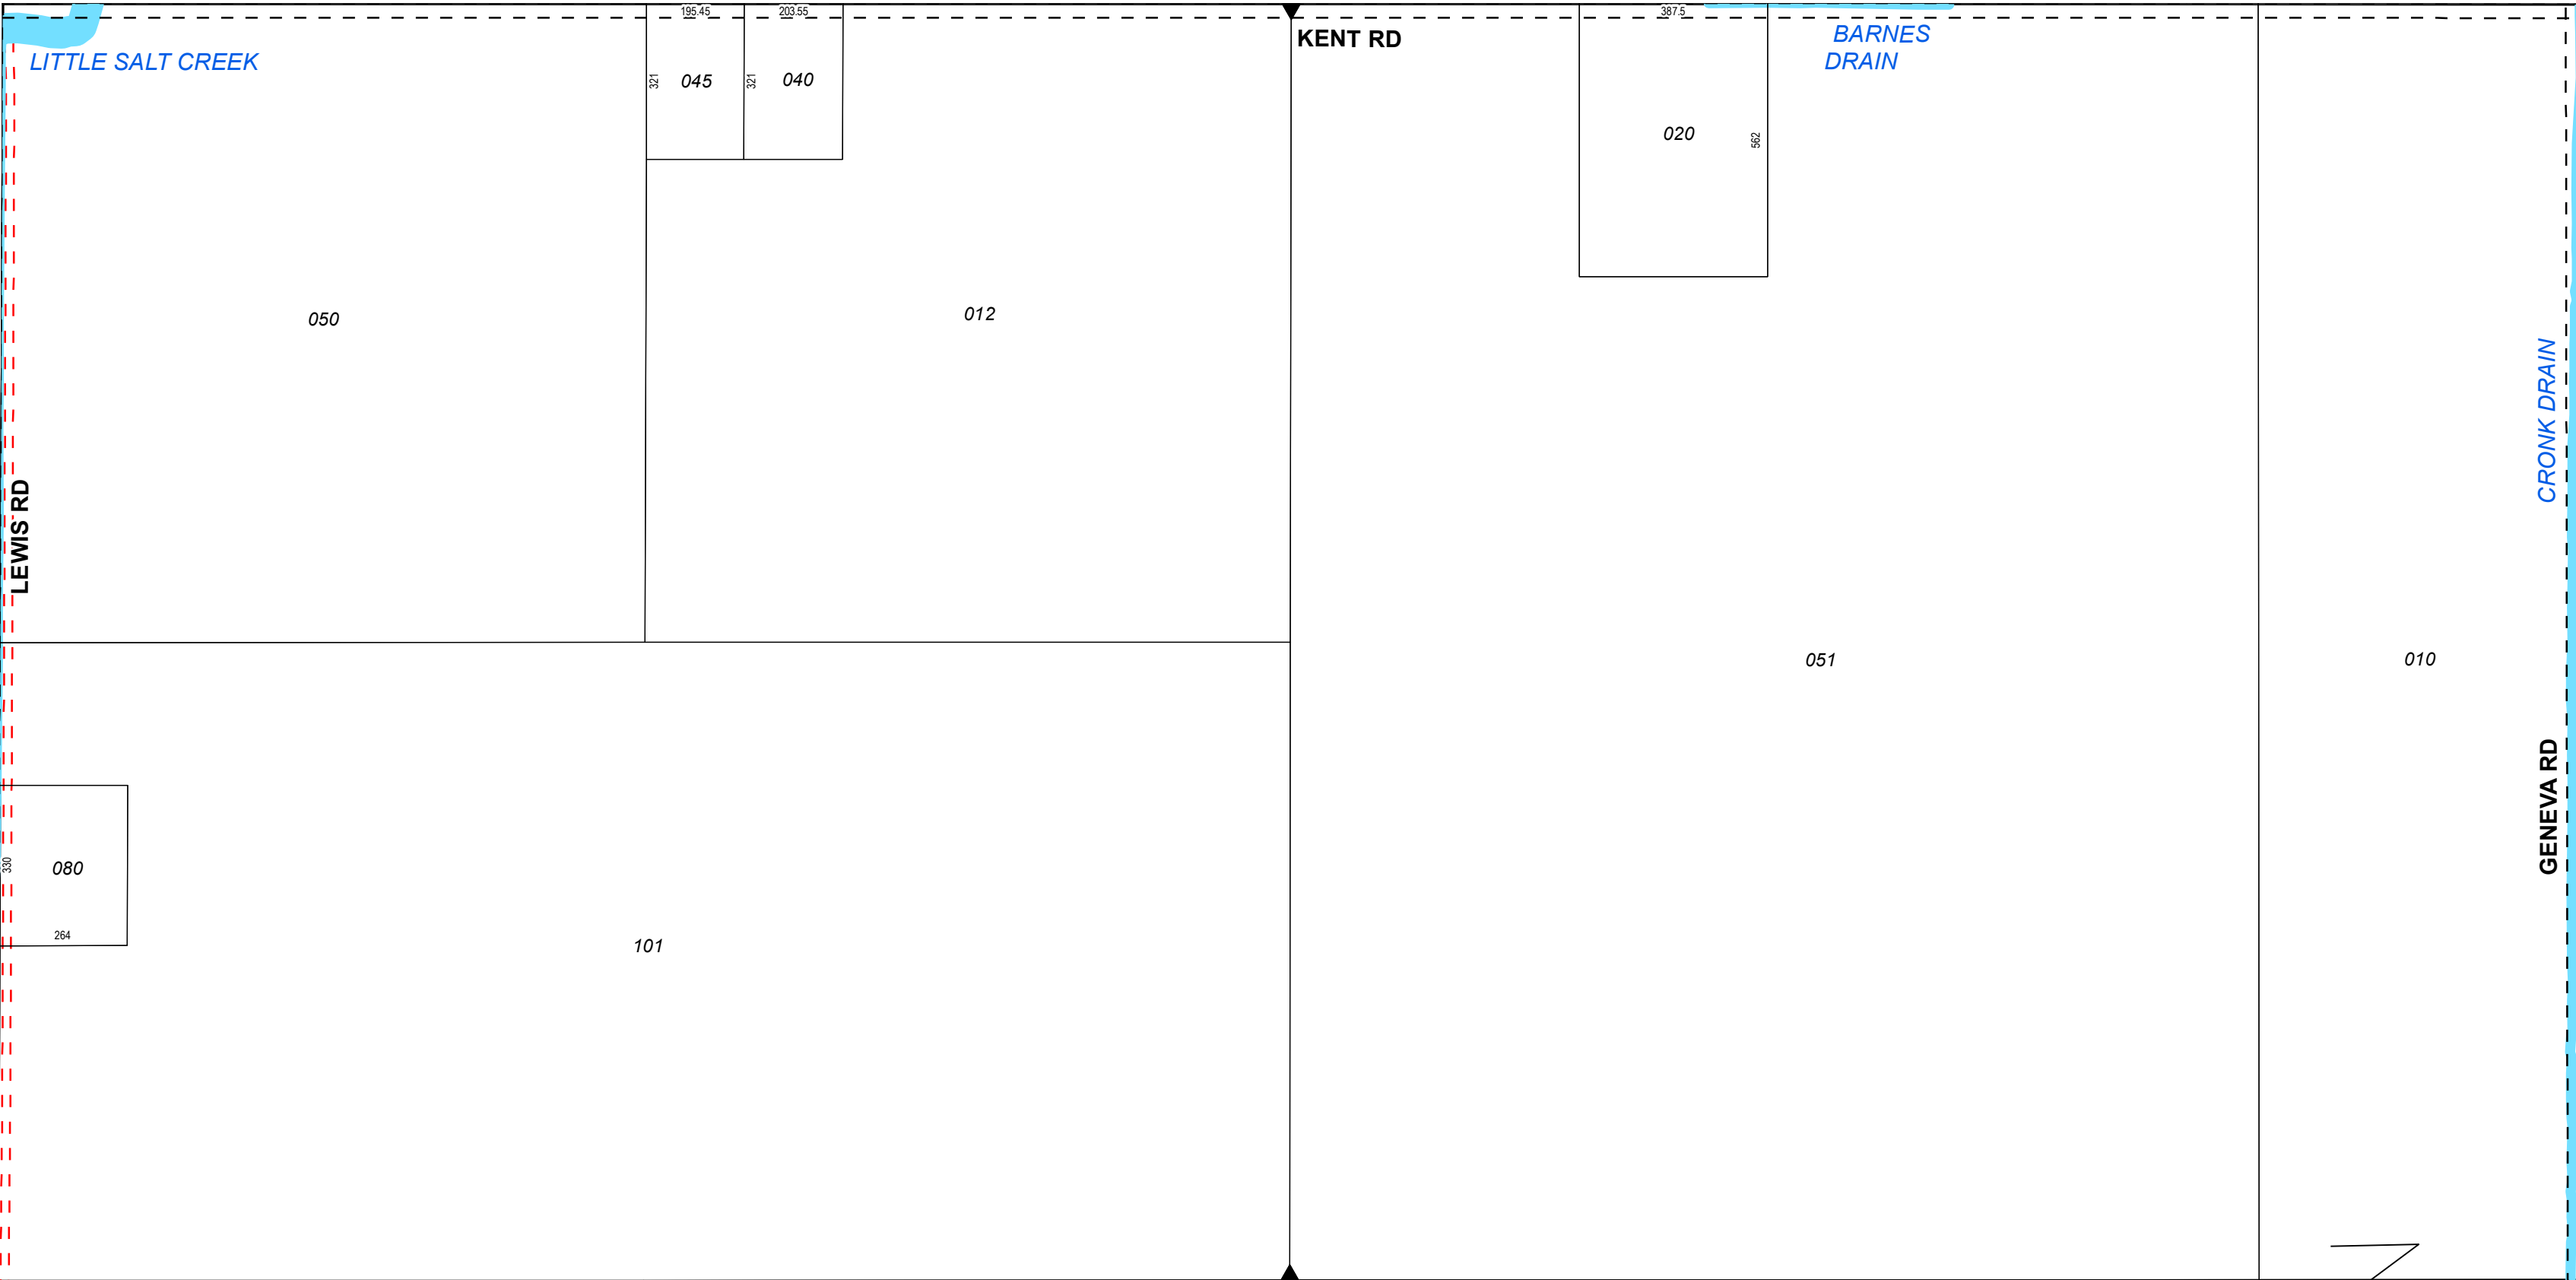 195.45
203.55
387.5
KENT RD
BARNES
DRAIN
LITTLE SALT CREEK
321
045
321
040
020
562
050
012
CRONK DRAIN
LEWIS RD
051
010
GENEVA RD
330
080
264
101